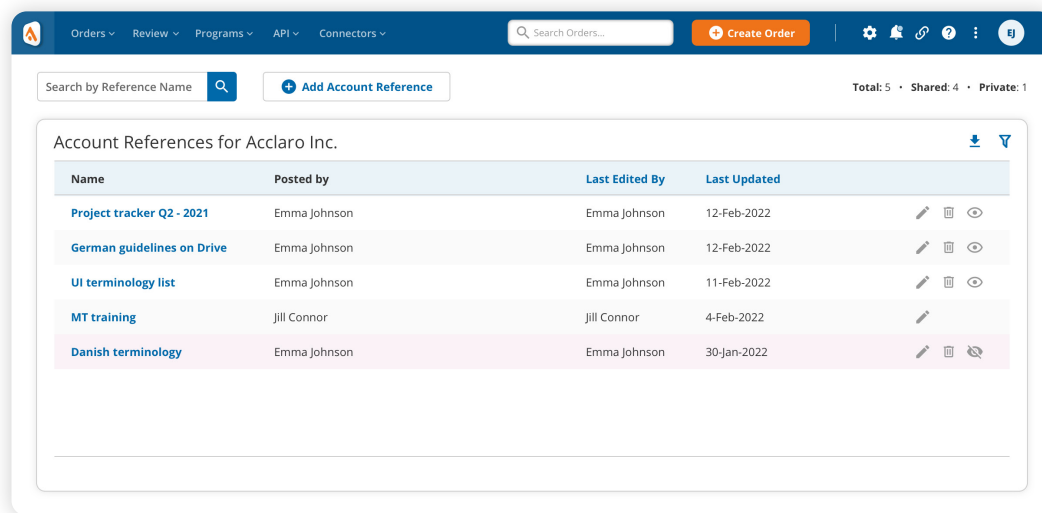 Orders Review Programs API Connectors Search Orders... Create Order EJ
Search by Reference Name Add Account Reference Total: 5 • Shared: 4 • Private: 1
Account References for Acclaro Inc.
Name Posted by Last Edited By Last Updated
Project tracker Q2 - 2021 Emma Johnson Emma Johnson 12-Feb-2022
German guidelines on Drive Emma Johnson Emma Johnson 12-Feb-2022
UI terminology list Emma Johnson Emma Johnson 11-Feb-2022
MT training Jill Connor Jill Connor 4-Feb-2022
Danish terminology Emma Johnson Emma Johnson 30-Jan-2022